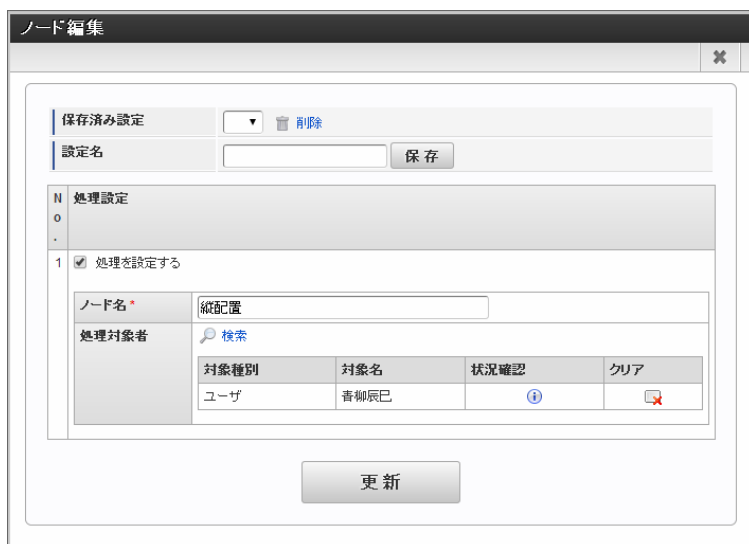 ノード編集
保存済み設定 削除
設定名 保存
No. 処理設定
1 処理を設定する
ノード名* 縦配置
処理対象者 検索
対象種別 対象名 状況確認 クリア
ユーザ 青柳辰巳
更新